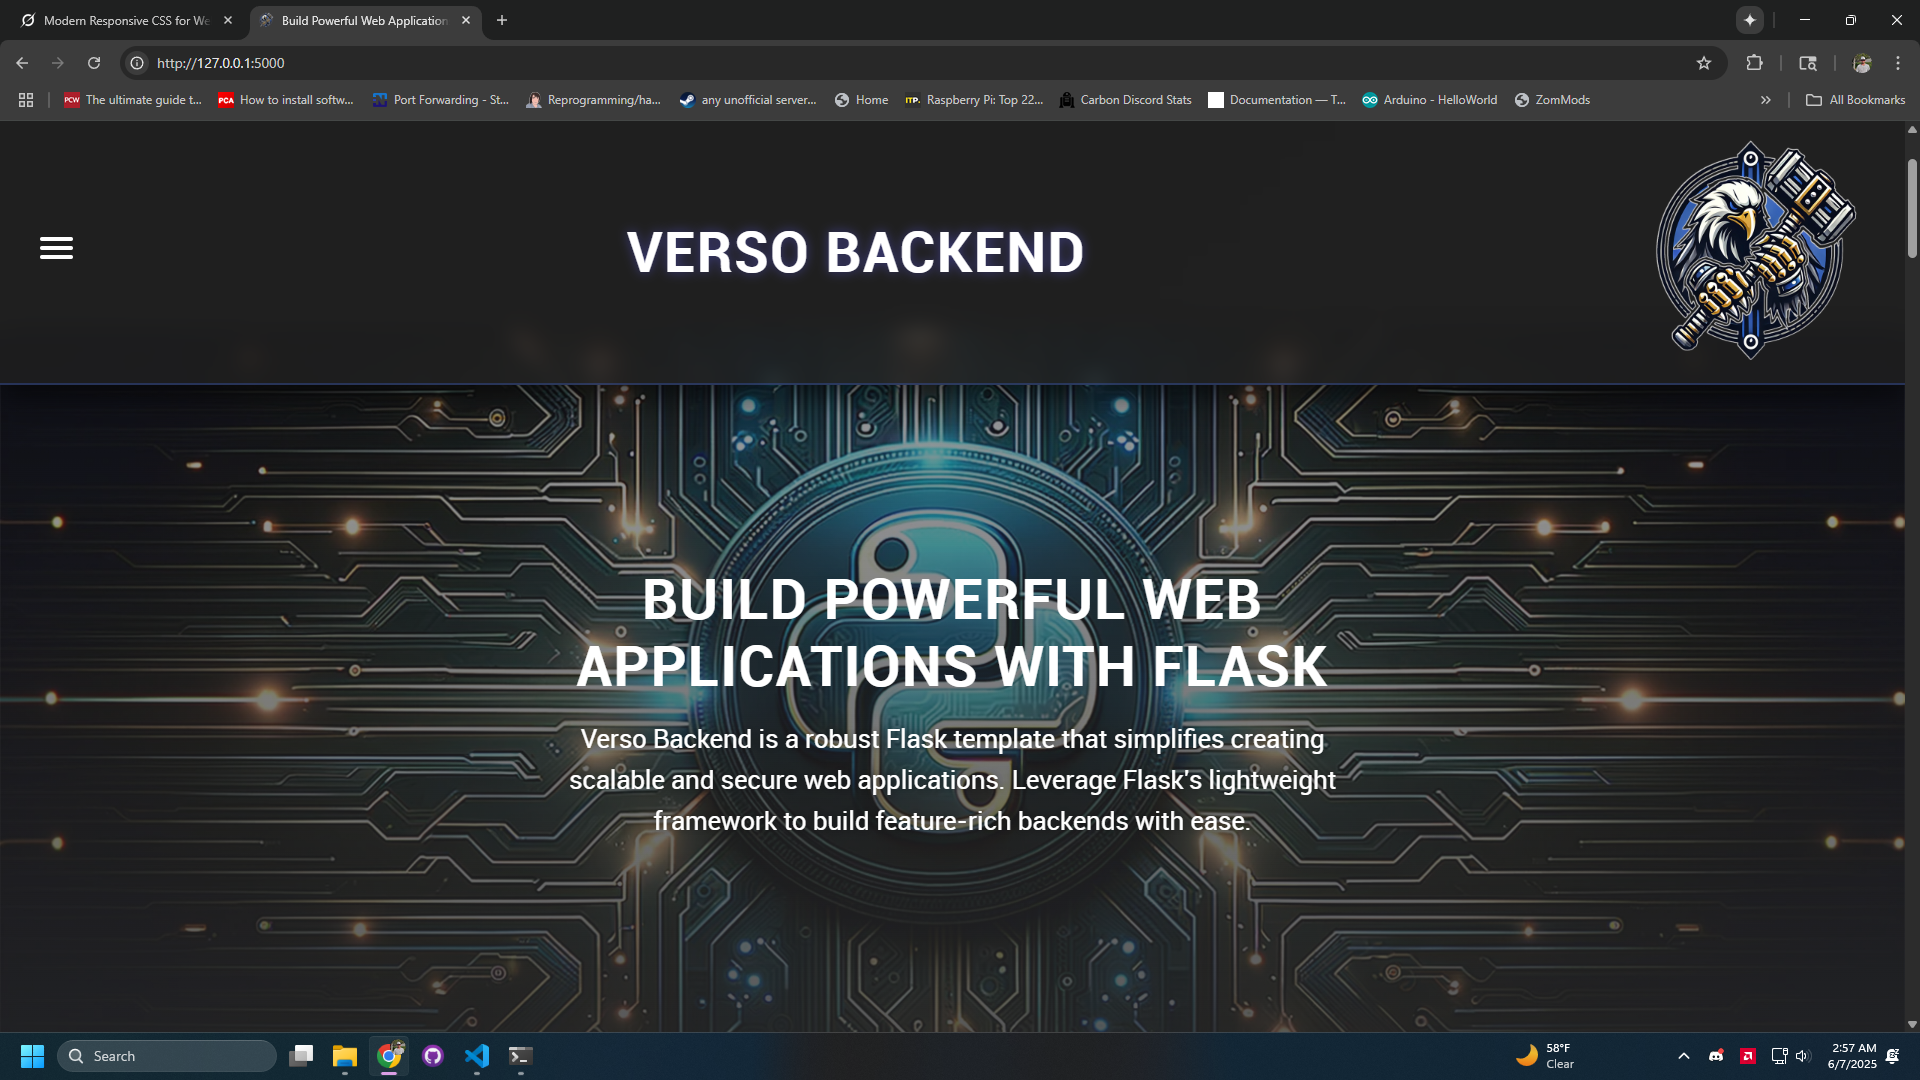 Modern Responsive CSS for We
Build Powerful Web Application
http://127.0.0.1:5000
PCW The ultimate guide t...
PCA How to install softw...
Port Forwarding - St...
Reprogramming/ha...
any unofficial server...
Home
ITP. Raspberry Pi: Top 22...
Carbon Discord Stats
Documentation — T...
Arduino - HelloWorld
ZomMods
All Bookmarks
VERSO BACKEND
BUILD POWERFUL WEB
APPLICATIONS WITH FLASK
Verso Backend is a robust Flask template that simplifies creating
scalable and secure web applications. Leverage Flask's lightweight
framework to build feature-rich backends with ease.
Search
58°F
Clear
2:57 AM
6/7/2025